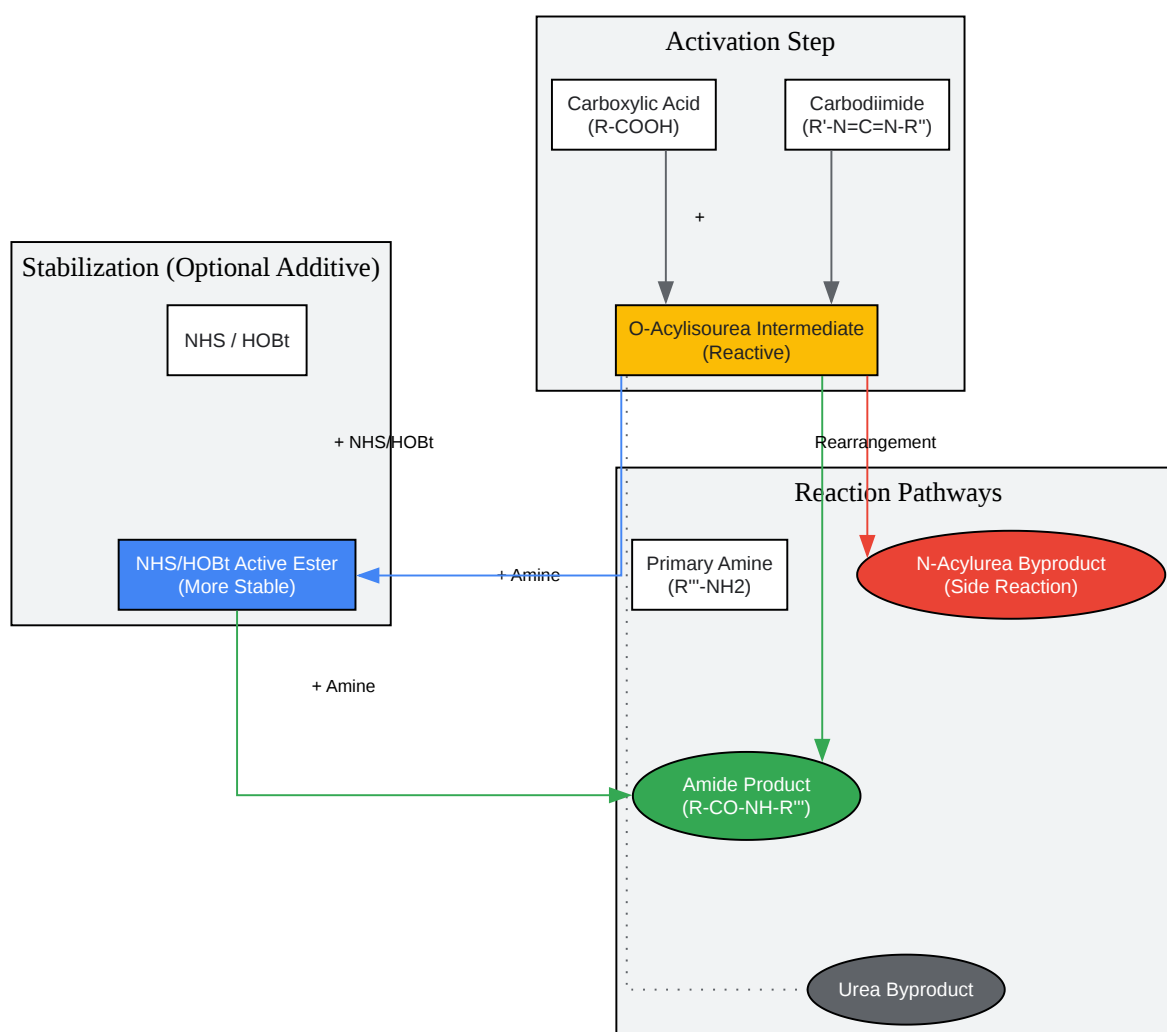 Activation Step
Carboxylic Acid
(R-COOH)
Carbodiimide
(R'-N=C=N-R'')
+
O-Acylisourea Intermediate
(Reactive)
Stabilization (Optional Additive)
NHS / HOBt
+ NHS/HOBt
Rearrangement
Reaction Pathways
NHS/HOBt Active Ester
(More Stable)
+ Amine
Primary Amine
(R'''-NH2)
N-Acylurea Byproduct
(Side Reaction)
+ Amine
Amide Product
(R-CO-NH-R''')
Urea Byproduct